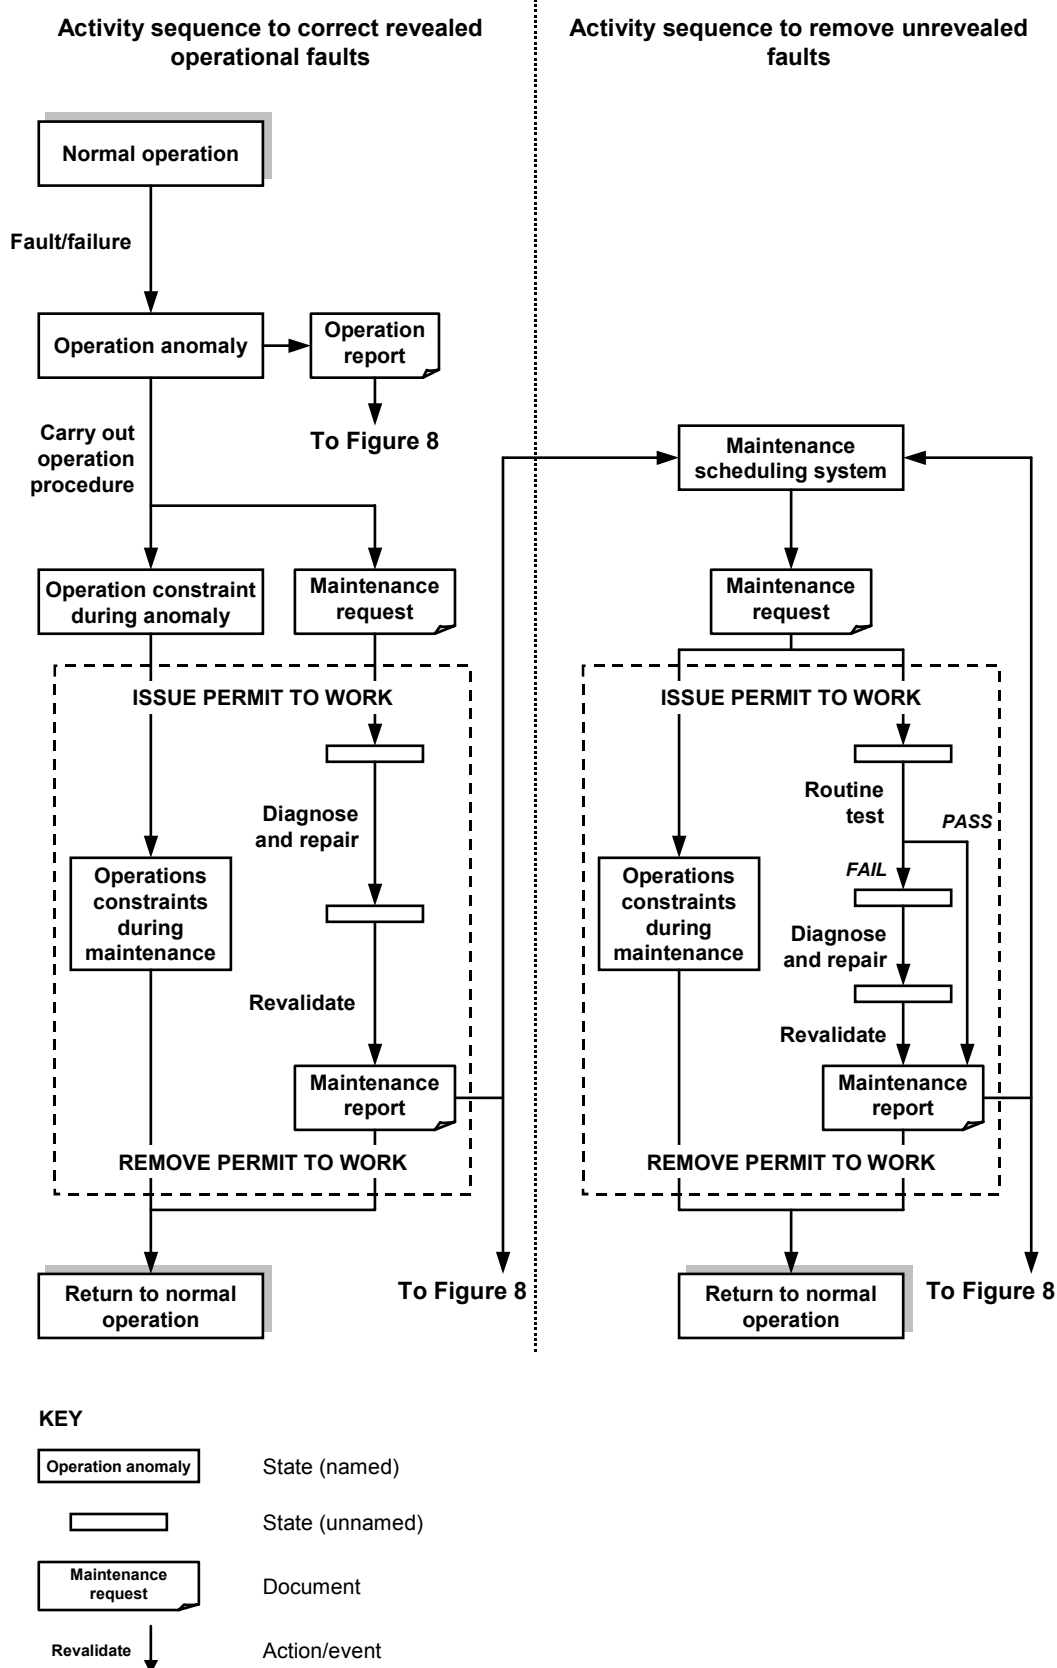 Activity sequence to correct revealed
operational faults
Activity sequence to remove unrevealed
faults
Normal operation
Fault/failure
Operation anomaly
Operation
report
To Figure 8
Carry out
operation
procedure
Operation constraint
during anomaly
Maintenance
request
ISSUE PERMIT TO WORK
Diagnose
and repair
Operations
constraints
during
maintenance
Revalidate
Maintenance
report
REMOVE PERMIT TO WORK
Return to normal
operation
To Figure 8
Maintenance
scheduling system
Maintenance
request
ISSUE PERMIT TO WORK
Routine
test
PASS
FAIL
Operations
constraints
during
maintenance
Diagnose
and repair
Revalidate
Maintenance
report
REMOVE PERMIT TO WORK
Return to normal
operation
To Figure 8
KEY
Operation anomaly
State (named)
State (unnamed)
Maintenance
request
Document
Revalidate
Action/event